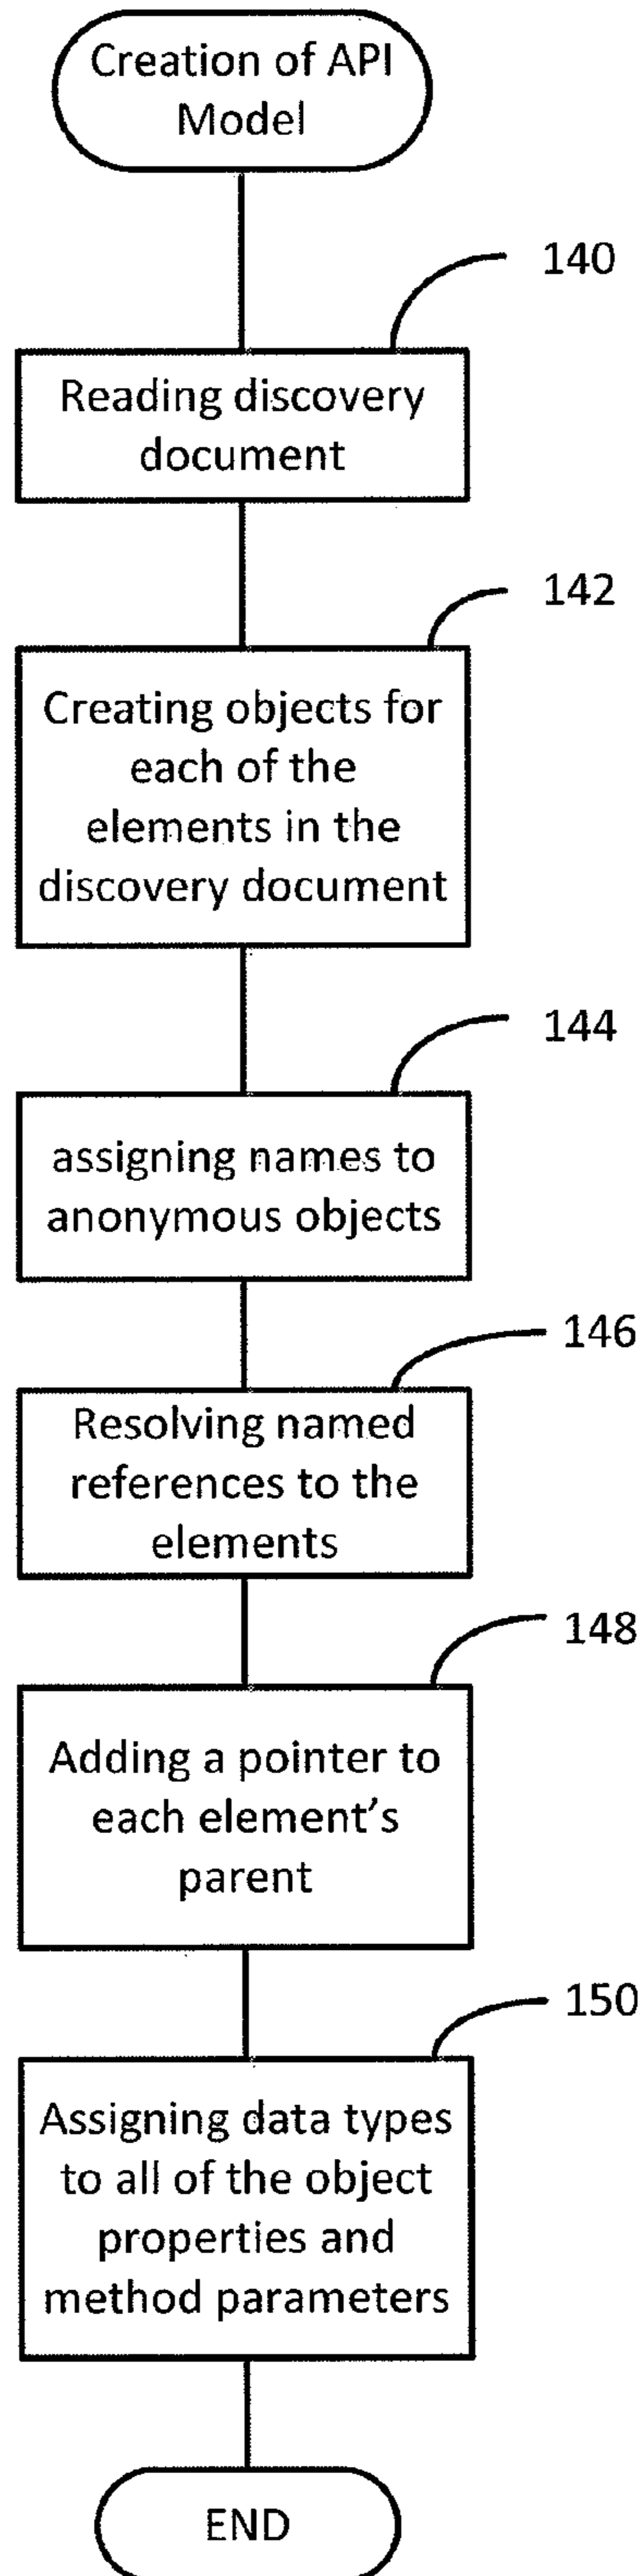 Creation of API
Model
140
Reading discovery
document
142
Creating objects for
each of the
elements in the
discovery document
144
assigning names to
anonymous objects
146
Resolving named
references to the
elements
148
Adding a pointer to
each element's
parent
150
Assigning data types
to all of the object
properties and
method parameters
END